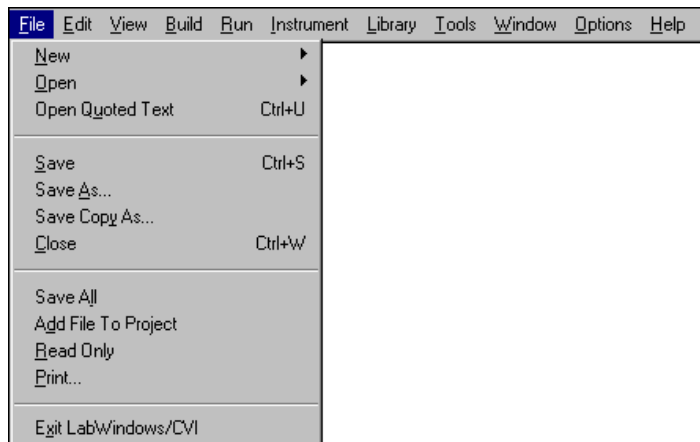 File Edit View Build Run Instrument Library Tools Window Options Help
New
Open
Open Quoted Text Ctrl+U
Save Ctrl+S
Save As...
Save Copy As...
Close Ctrl+W
Save All
Add File To Project
Read Only
Print...
Exit LabWindows/CVI